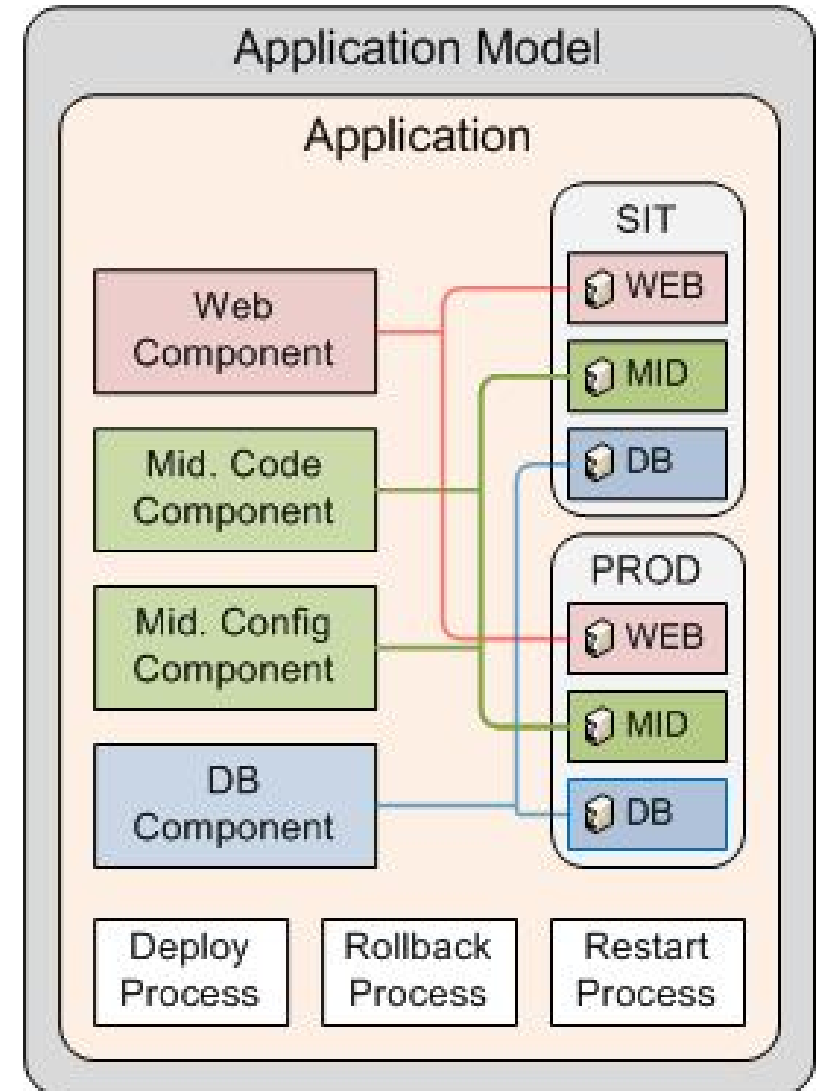 Application Model
Application
Web
Component
Mid. Code
Component
Mid. Config
Component
DB
Component
SIT
WEB
MID
DB
PROD
WEB
MID
DB
Deploy
Process
Rollback
Process
Restart
Process